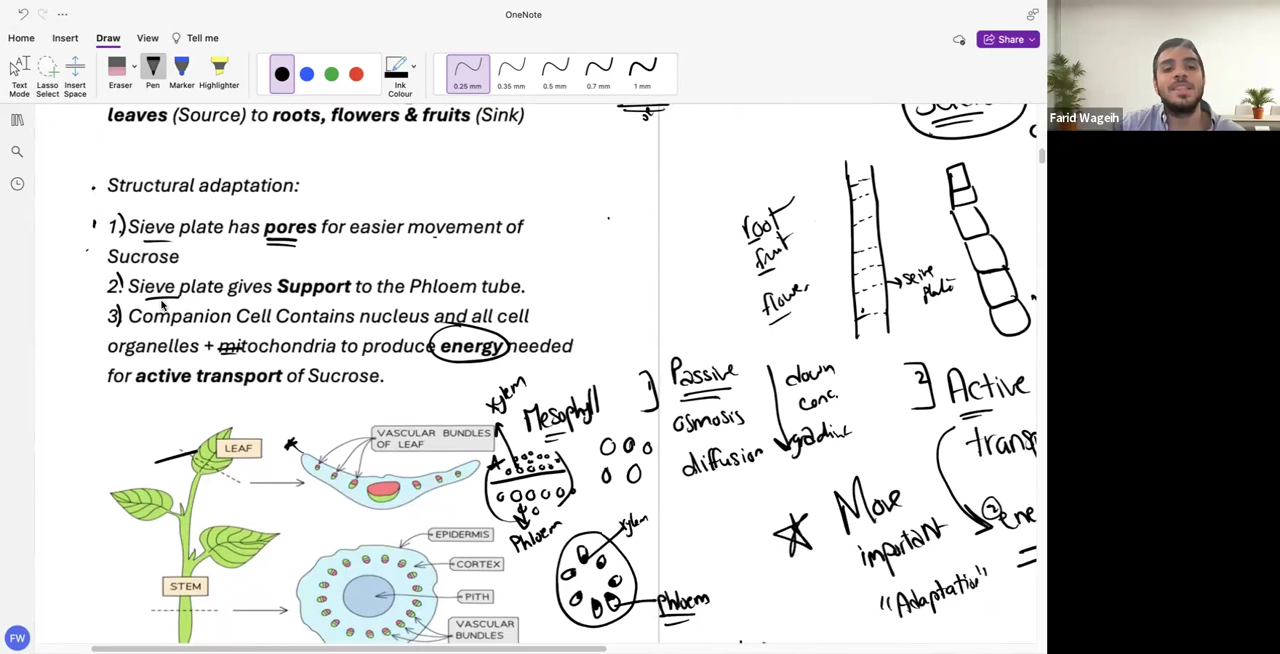 OneNote
Home Insert Draw View Tell me
Share
Text Mode
Lasso Select
Insert Space
Eraser
Pen
Marker
Highlighter
Ink Colour
0.25 mm 0.35 mm 0.5 mm 0.7 mm 1 mm
Farid Wageih
leaves (Source) to roots, flowers & fruits (Sink)
Structural adaptation:
1) Sieve plate has pores for easier movement of
Sucrose
2) Sieve plate gives Support to the Phloem tube.
3) Companion Cell Contains nucleus and all cell
organelles + mitochondria to produce energy needed
for active transport of Sucrose.
root
fruit
flower
seive
plate
xylem
Mesophyll
Phloem
1] Passive
osmosis
diffusion
down
conc.
2] Active
Move
important
"Adaptation"
xylem
Phloem
LEAF
VASCULAR BUNDLES
OF LEAF
STEM
EPIDERMIS
CORTEX
PITH
VASCULAR
BUNDLES
FW